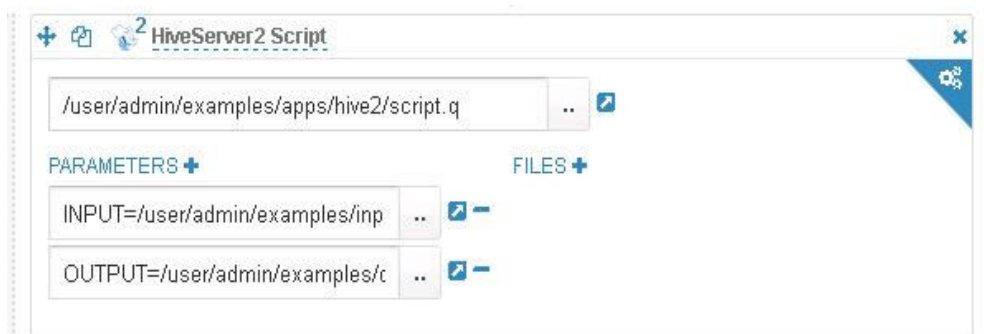 2 HiveServer2 Script
/user/admin/examples/apps/hive2/script.q ..
PARAMETERS FILES
INPUT=/user/admin/examples/inp ..
OUTPUT=/user/admin/examples/ ..